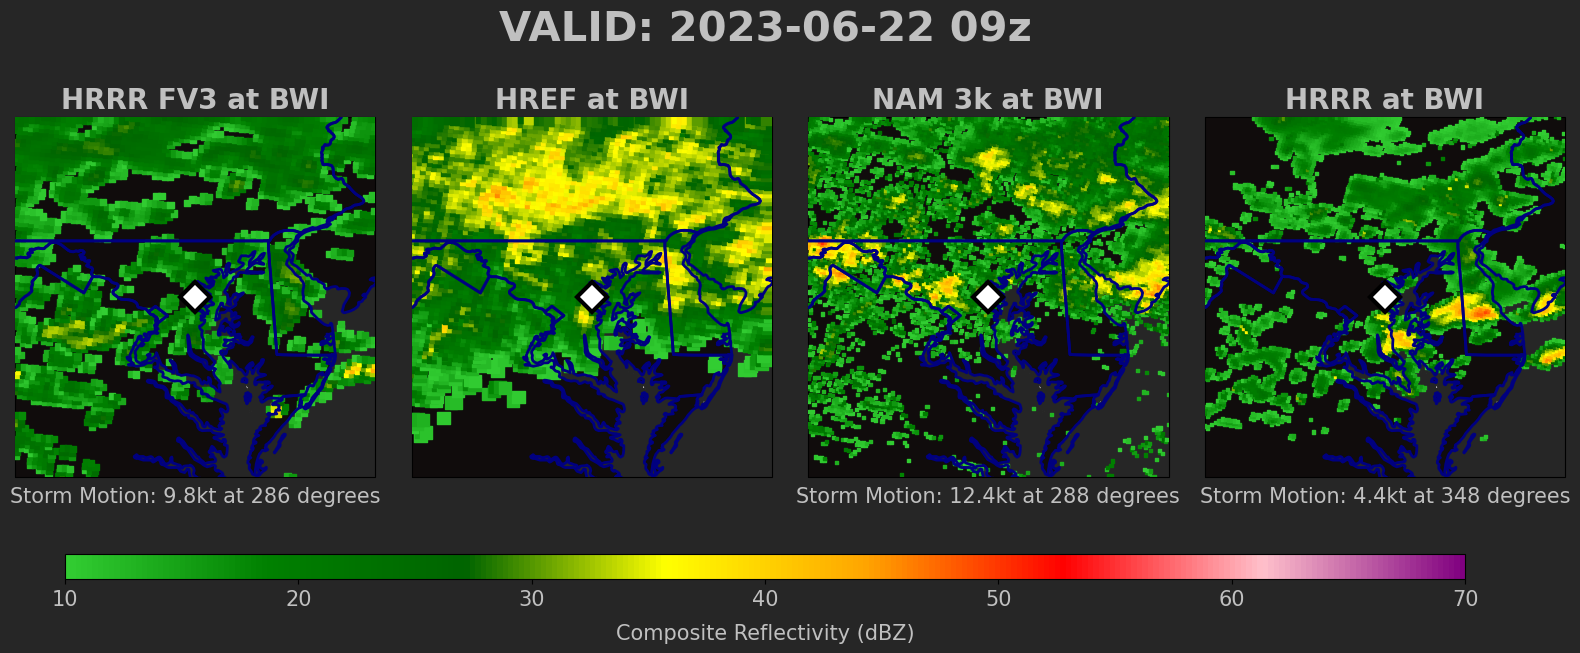 VALID: 2023-06-22 09z
HRRR FV3 at BWI
HREF at BWI
NAM 3k at BWI
HRRR at BWI
Storm Motion: 9.8kt at 286 degrees
Storm Motion: 12.4kt at 288 degrees
Storm Motion: 4.4kt at 348 degrees
10 20 30 40 50 60 70
Composite Reflectivity (dBZ)